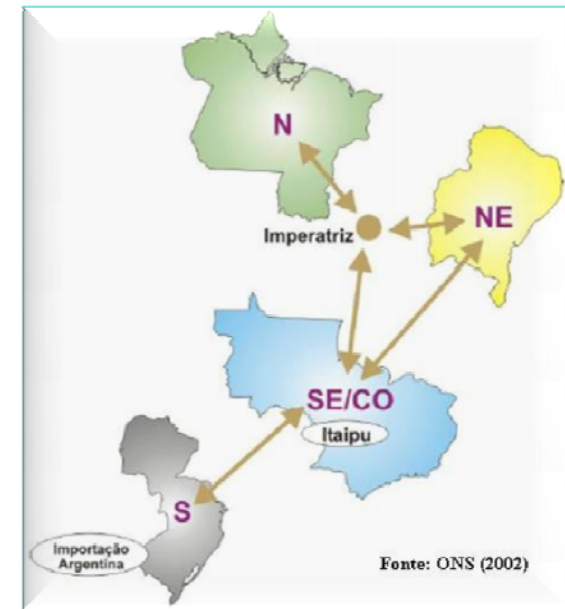 N
NE
Imperatriz
SE/CO
Itaipu
S
Importação
Argentina
Fonte: ONS (2002)